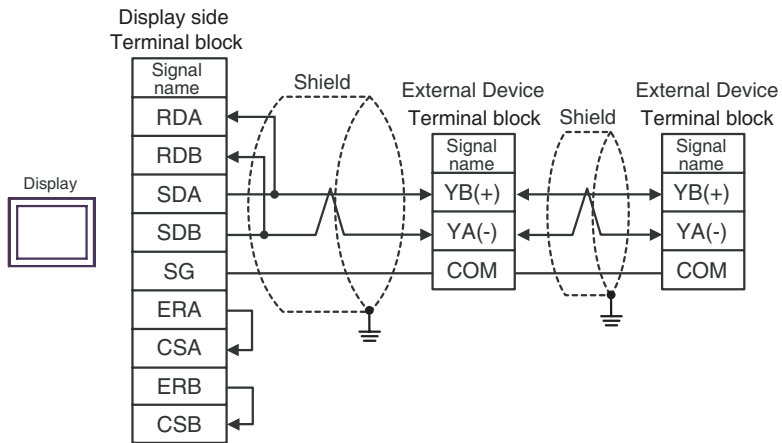 Display side
Terminal block
Signal
name
RDA
RDB
SDA
SDB
SG
ERA
CSA
ERB
CSB
Display
Shield
External Device
Terminal block
Signal
name
YB(+)
YA(-)
COM
Shield
External Device
Terminal block
Signal
name
YB(+)
YA(-)
COM